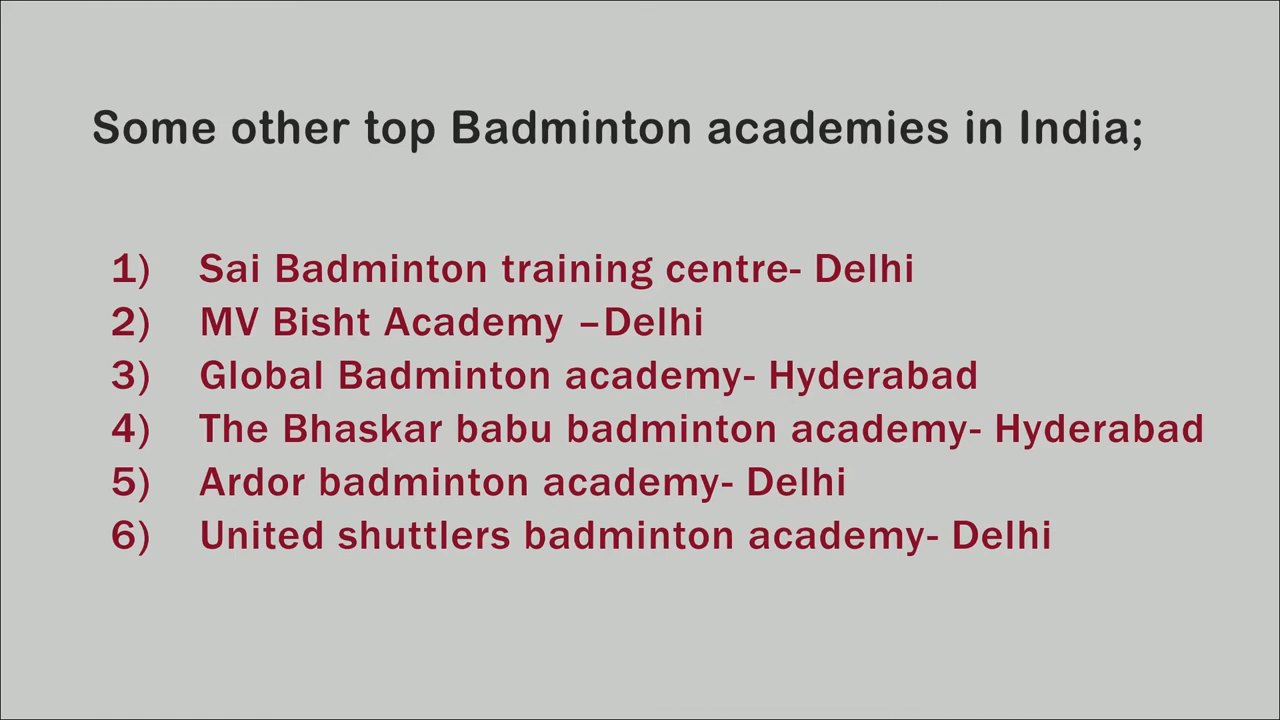 Some other top Badminton academies in India;
1) Sai Badminton training centre- Delhi
2) MV Bisht Academy –Delhi
3) Global Badminton academy- Hyderabad
4) The Bhaskar babu badminton academy- Hyderabad
5) Ardor badminton academy- Delhi
6) United shuttlers badminton academy- Delhi